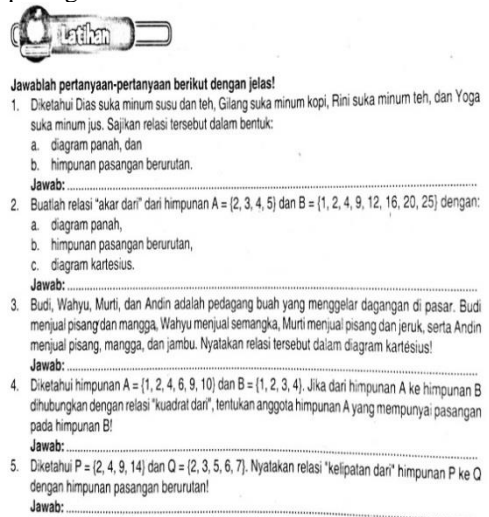 Latihan
Jawablah pertanyaan-pertanyaan berikut dengan jelas!
1. Diketahui Dias suka minum susu dan teh, Gilang suka minum kopi, Rini suka minum teh, dan Yoga
suka minum jus. Sajikan relasi tersebut dalam bentuk:
a. diagram panah, dan
b. himpunan pasangan berurutan.
Jawab:
2. Buatlah relasi "akar dari" dari himpunan A = {2, 3, 4, 5} dan B = {1, 2, 4, 9, 12, 16, 20, 25} dengan:
a. diagram panah,
b. himpunan pasangan berurutan,
c. diagram kartesius.
Jawab:
3. Budi, Wahyu, Murti, dan Andin adalah pedagang buah yang menggelar dagangan di pasar. Budi
menjual pisang dan mangga, Wahyu menjual semangka, Murti menjual pisang dan jeruk, serta Andin
menjual pisang, mangga, dan jambu. Nyatakan relasi tersebut dalam diagram kartésius!
Jawab:
4. Diketahui himpunan A = {1, 2, 4, 6, 9, 10} dan B = {1, 2, 3, 4}. Jika dari himpunan A ke himpunan B
dihubungkan dengan relasi "kuadrat dari", tentukan anggota himpunan A yang mempunyai pasangan
pada himpunan B!
Jawab:
5. Diketahui P = {2, 4, 9, 14} dan Q = {2, 3, 5, 6, 7}. Nyatakan relasi "kelipatan dari" himpunan P ke Q
dengan himpunan pasangan berurutan!
Jawab: